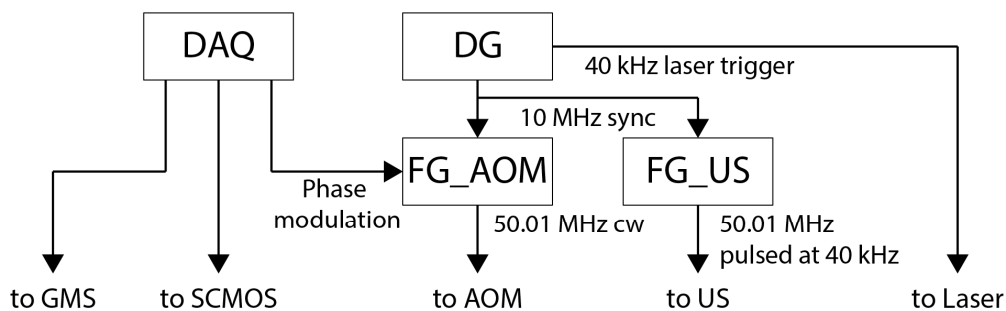 DAQ
DG
40 kHz laser trigger
10 MHz sync
FG_AOM
FG_US
Phase
modulation
50.01 MHz cw
50.01 MHz
pulsed at 40 kHz
to GMS
to SCMOS
to AOM
to US
to Laser